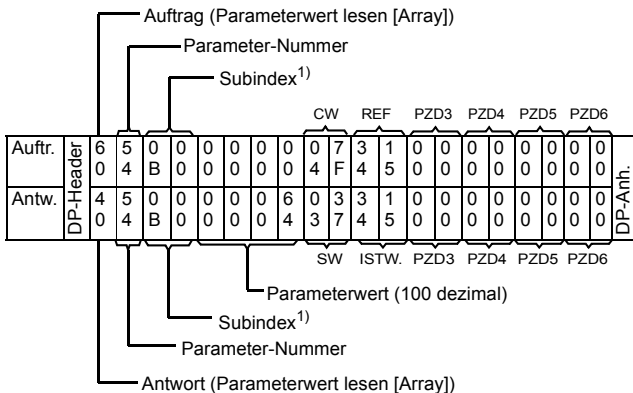 Auftrag (Parameterwert lesen [Array])
Parameter-Nummer
Subindex1)
CW REF PZD3 PZD4 PZD5 PZD6
Auftr. DP-Header 6 5 0 0 0 0 0 0 0 7 3 1 0 0 0 0 0 0 0 0 DP-Anh.
0 4 B 0 0 0 0 0 4 F 4 5 0 0 0 0 0 0 0 0
Antw. 4 5 0 0 0 0 0 6 0 3 3 1 0 0 0 0 0 0 0 0
0 4 B 0 0 0 0 4 3 7 4 5 0 0 0 0 0 0 0 0
SW ISTW. PZD3 PZD4 PZD5 PZD6
Parameterwert (100 dezimal)
Subindex1)
Parameter-Nummer
Antwort (Parameterwert lesen [Array])